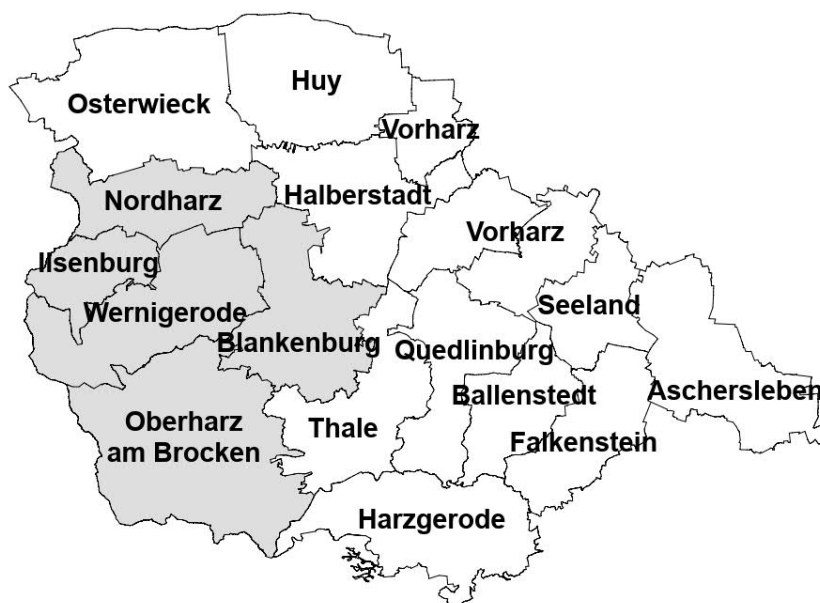 Huy
Osterwieck
Vorharz
Halberstadt
Nordharz
Vorharz
Ilsenburg
Seeland
Wernigerode
Blankenburg
Quedlinburg
Ballenstedt
Aschersleben
Oberharz
am Brocken
Thale
Falkenstein
Harzgerode